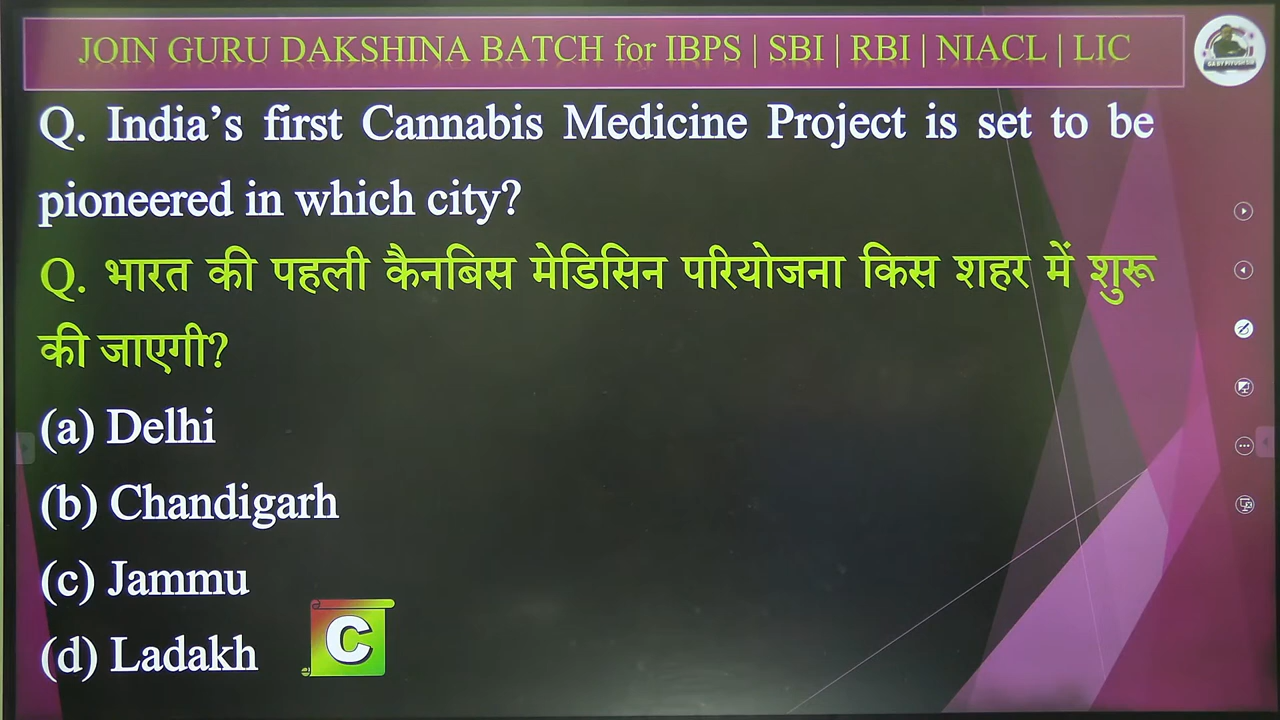 JOIN GURU DAKSHINA BATCH for IBPS | SBI | RBI | NIACL | LIC
Q. India's first Cannabis Medicine Project is set to be
pioneered in which city?
Q. भारत की पहली कैनबिस मेडिसिन परियोजना किस शहर में शुरू
की जाएगी?
(a) Delhi
(b) Chandigarh
(c) Jammu
(d) Ladakh
C